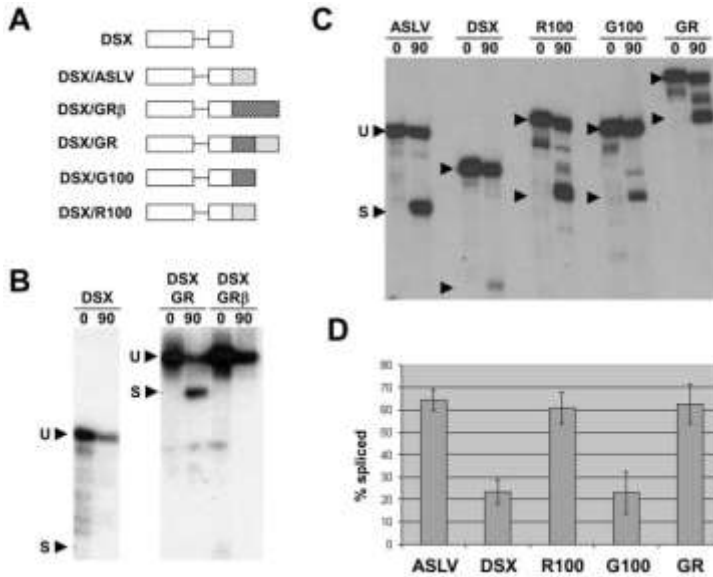 A
DSX
DSX/ASLV
DSX/GRβ
DSX/GR
DSX/G100
DSX/R100
B
DSX
0 90
U
S
DSX GR
DSX GRβ
0 90 0 90
U
S
C
ASLV DSX R100 G100 GR
0 90 0 90 0 90 0 90 0 90
U
S
D
% spliced
80
70
60
50
40
30
20
10
0
ASLV DSX R100 G100 GR